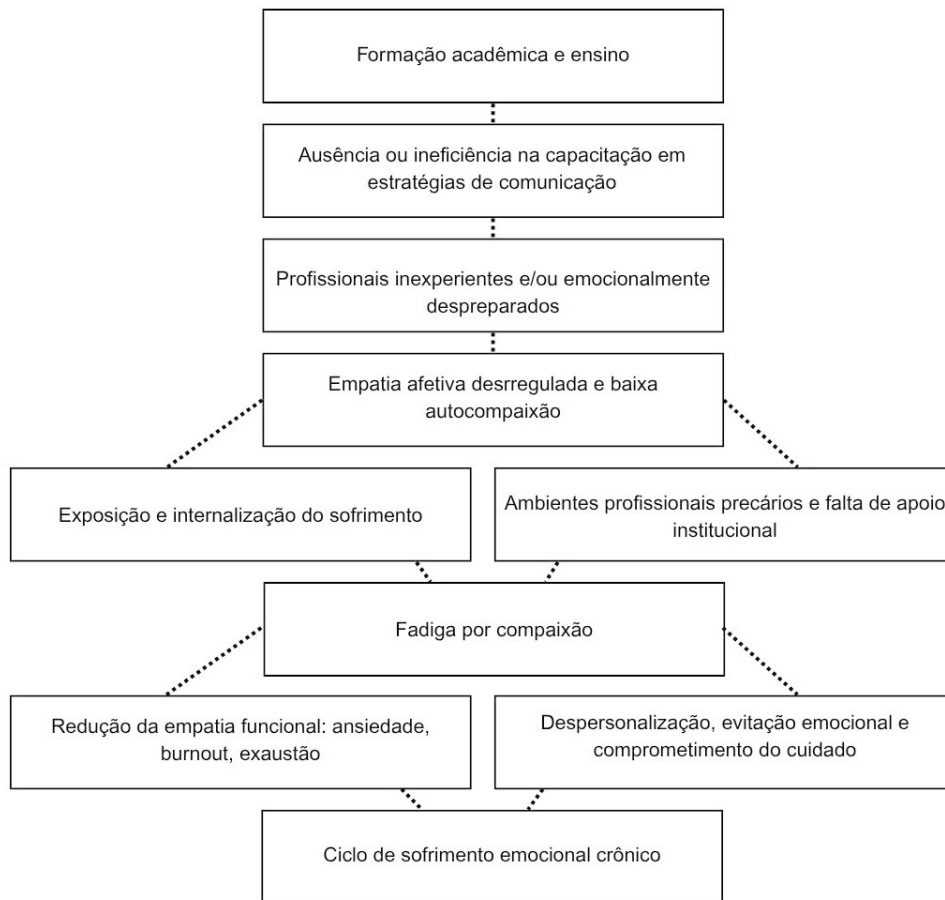 Formação acadêmica e ensino
Ausência ou ineficiência na capacitação em
estratégias de comunicação
Profissionais inexperientes e/ou emocionalmente
despreparados
Empatia afetiva desrregulada e baixa
autocompaixão
Exposição e internalização do sofrimento
Ambientes profissionais precários e falta de apoio
institucional
Fadiga por compaixão
Redução da empatia funcional: ansiedade,
burnout, exaustão
Despersonalização, evitação emocional e
comprometimento do cuidado
Ciclo de sofrimento emocional crônico